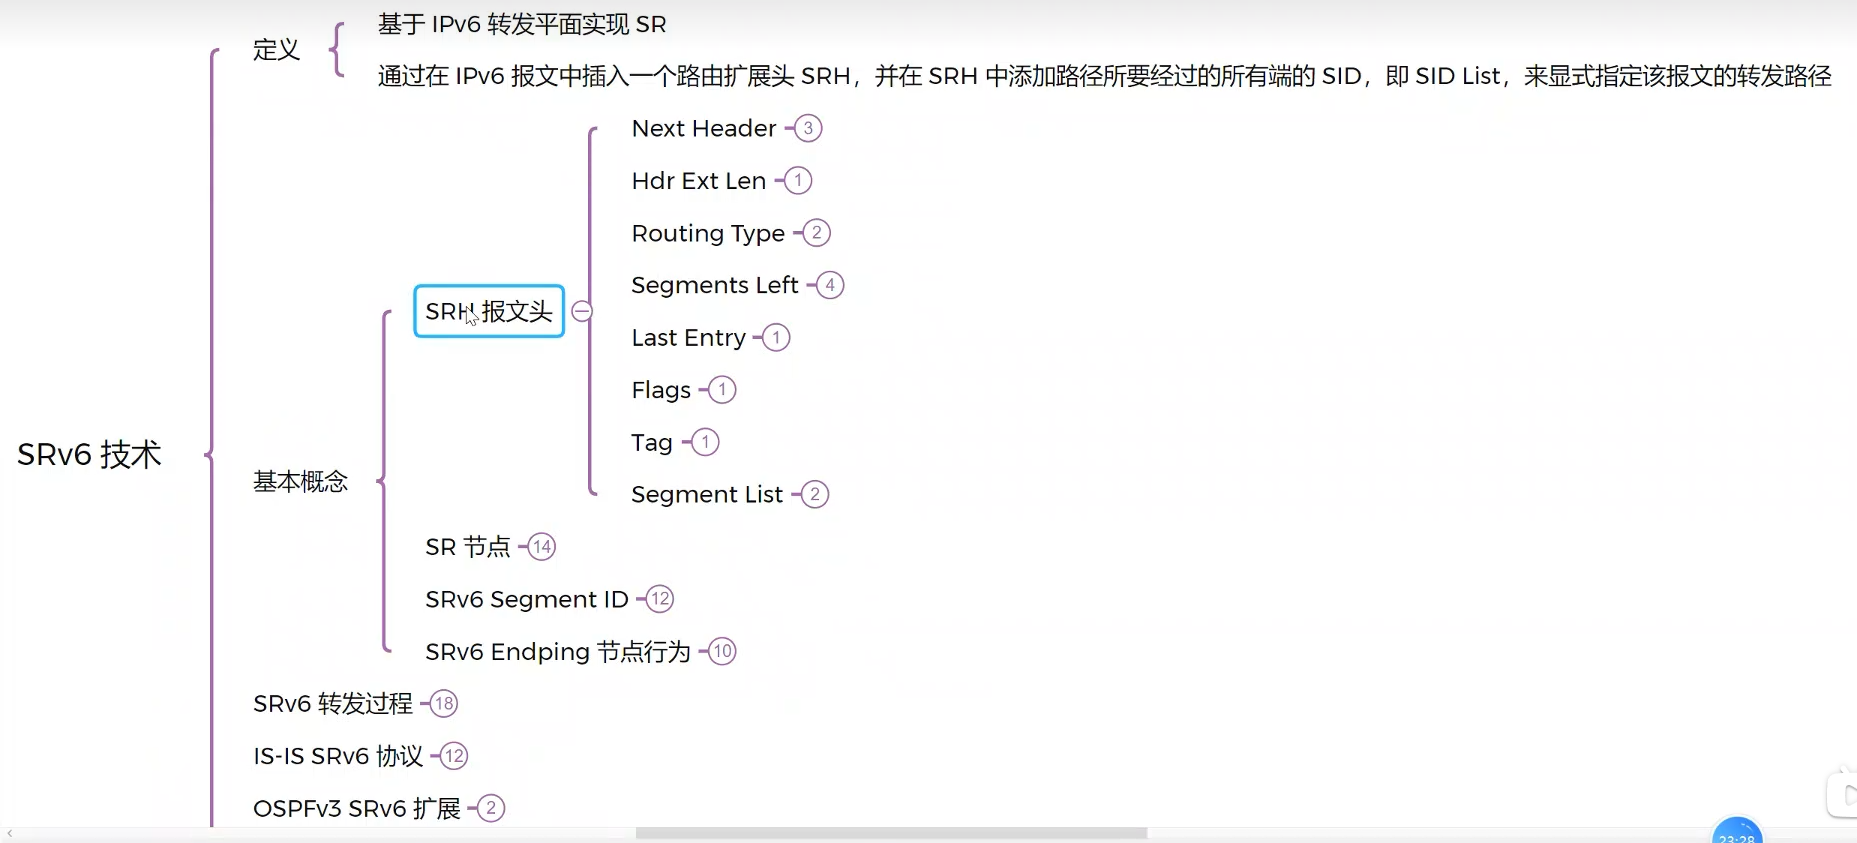 定义
基于 IPv6 转发平面实现 SR
通过在 IPv6 报文中插入一个路由扩展头 SRH，并在 SRH 中添加路径所要经过的所有端的 SID，即 SID List，来显式指定该报文的转发路径
Next Header 3
Hdr Ext Len 1
Routing Type 2
Segments Left 4
SRH 报文头
Last Entry 1
Flags 1
Tag 1
SRv6 技术
基本概念
Segment List 2
SR 节点 14
SRv6 Segment ID 12
SRv6 Endping 节点行为 10
SRv6 转发过程 18
IS-IS SRv6 协议 12
OSPFv3 SRv6 扩展 2
23:28